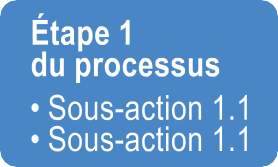 Étape 1
du processus
• Sous-action 1.1
• Sous-action 1.1